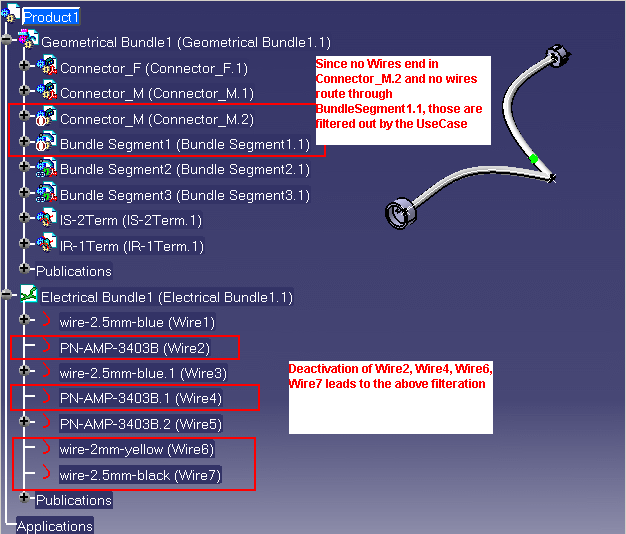 Product1
Geometrical Bundle1 (Geometrical Bundle1.1)
Connector_F (Connector_F.1)
Connector_M (Connector_M.1)
Connector_M (Connector_M.2)
Bundle Segment1 (Bundle Segment1.1)
Bundle Segment2 (Bundle Segment2.1)
Bundle Segment3 (Bundle Segment3.1)
IS-2Term (IS-2Term.1)
IR-1Term (IR-1Term.1)
Publications
Electrical Bundle1 (Electrical Bundle1.1)
wire-2.5mm-blue (Wire1)
PN-AMP-3403B (Wire2)
wire-2.5mm-blue.1 (Wire3)
PN-AMP-3403B.1 (Wire4)
PN-AMP-3403B.2 (Wire5)
wire-2mm-yellow (Wire6)
wire-2.5mm-black (Wire7)
Publications
Applications
Since no Wires end in
Connector_M.2 and no wires
route through
BundleSegment1.1, those are
filtered out by the UseCase
Deactivation of Wire2, Wire4, Wire6,
Wire7 leads to the above filteration